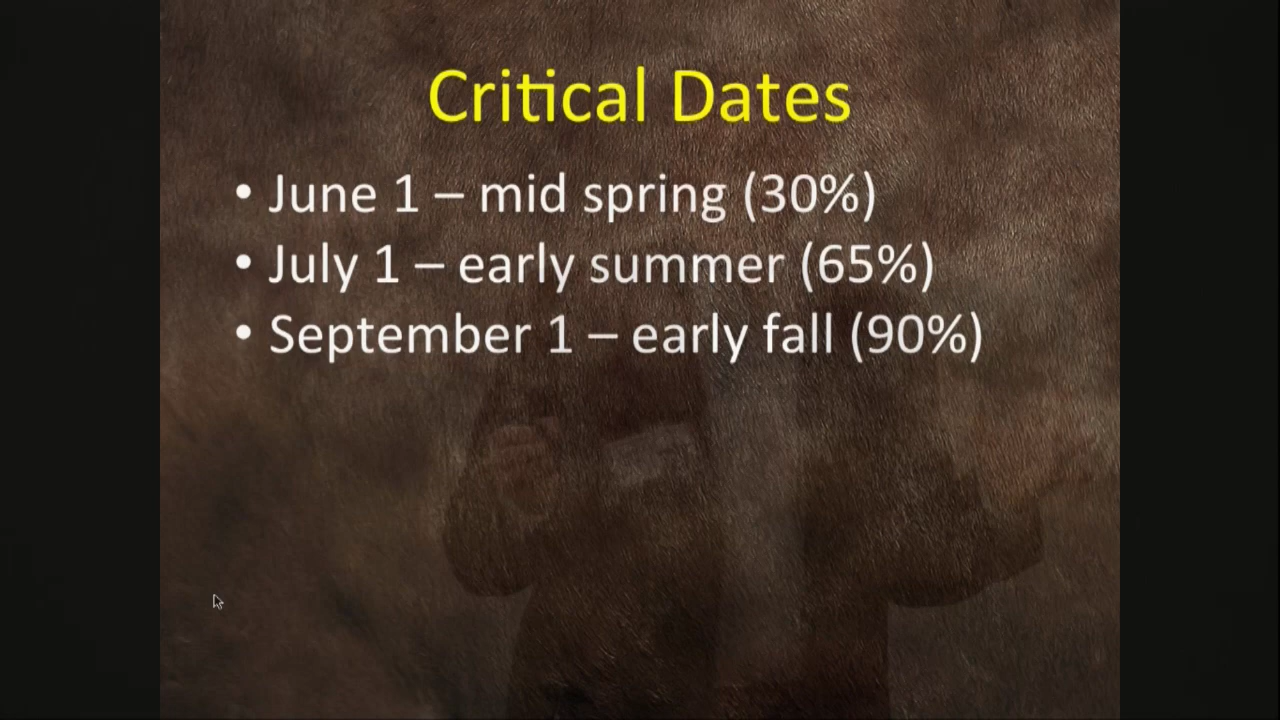 Critical Dates
• June 1 – mid spring (30%)
• July 1 – early summer (65%)
• September 1 – early fall (90%)